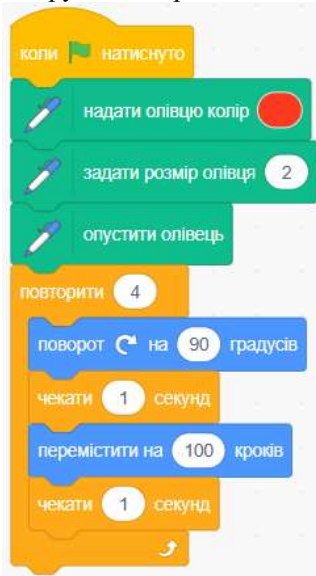 коли натиснуто
надати олівцю колір
задати розмір олівця 2
опустити олівець
повторити 4
поворот на 90 градусів
чекати 1 секунд
перемістити на 100 кроків
чекати 1 секунд